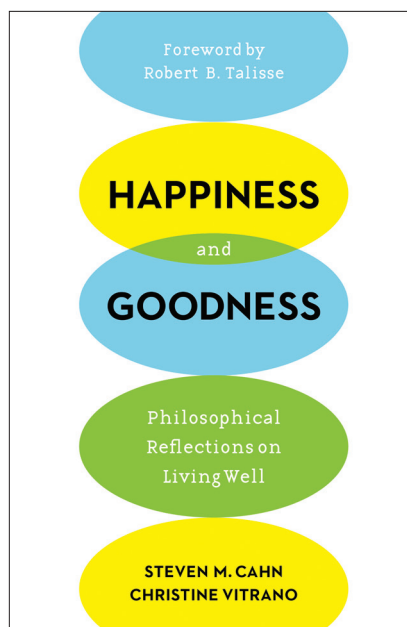 Foreword by
Robert B. Talisse
HAPPINESS
and
GOODNESS
Philosophical
Reflections on
Living Well
STEVEN M. CAHN
CHRISTINE VITRANO